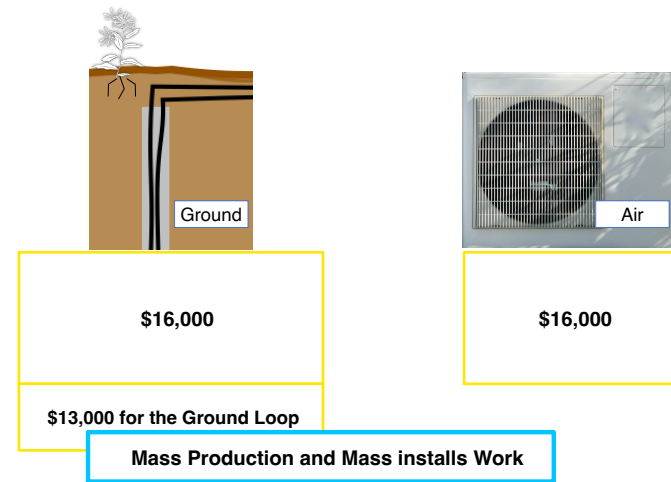 Ground
Air
$16,000
$16,000
$13,000 for the Ground Loop
Mass Production and Mass installs Work